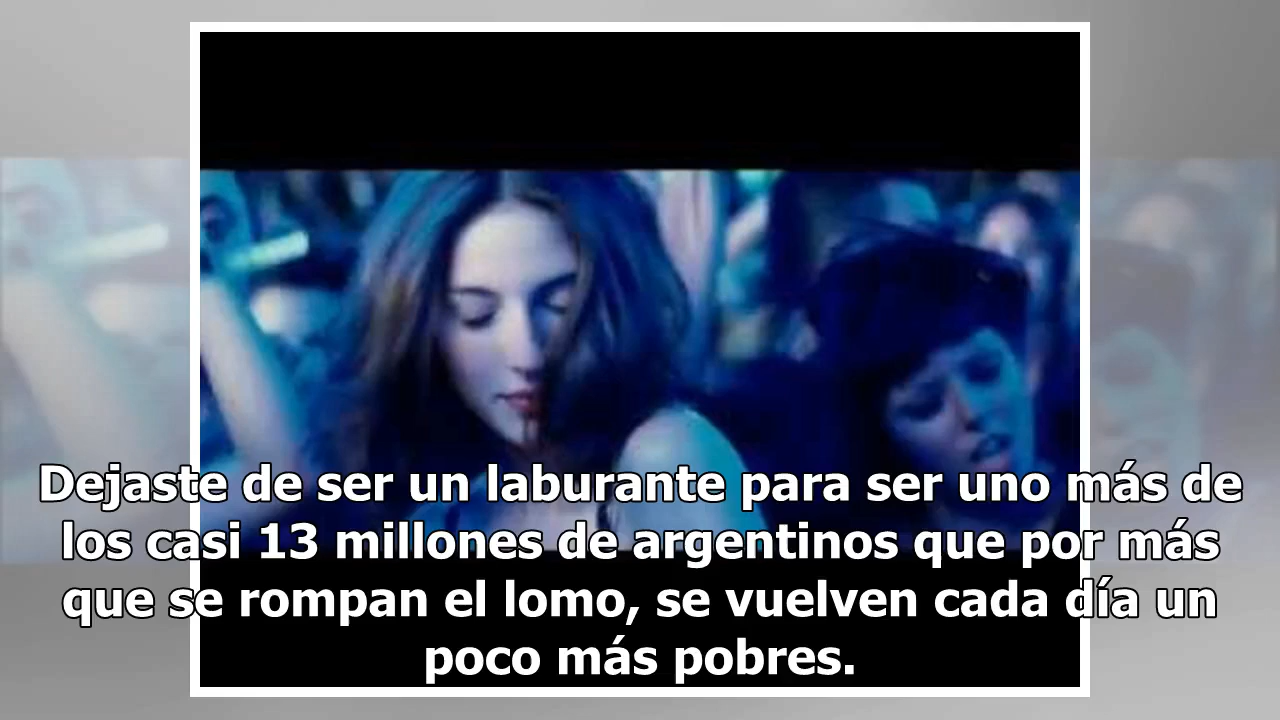 Dejaste de ser un laburante para ser uno más de
los casi 13 millones de argentinos que por más
que se rompan el lomo, se vuelven cada día un
poco más pobres.